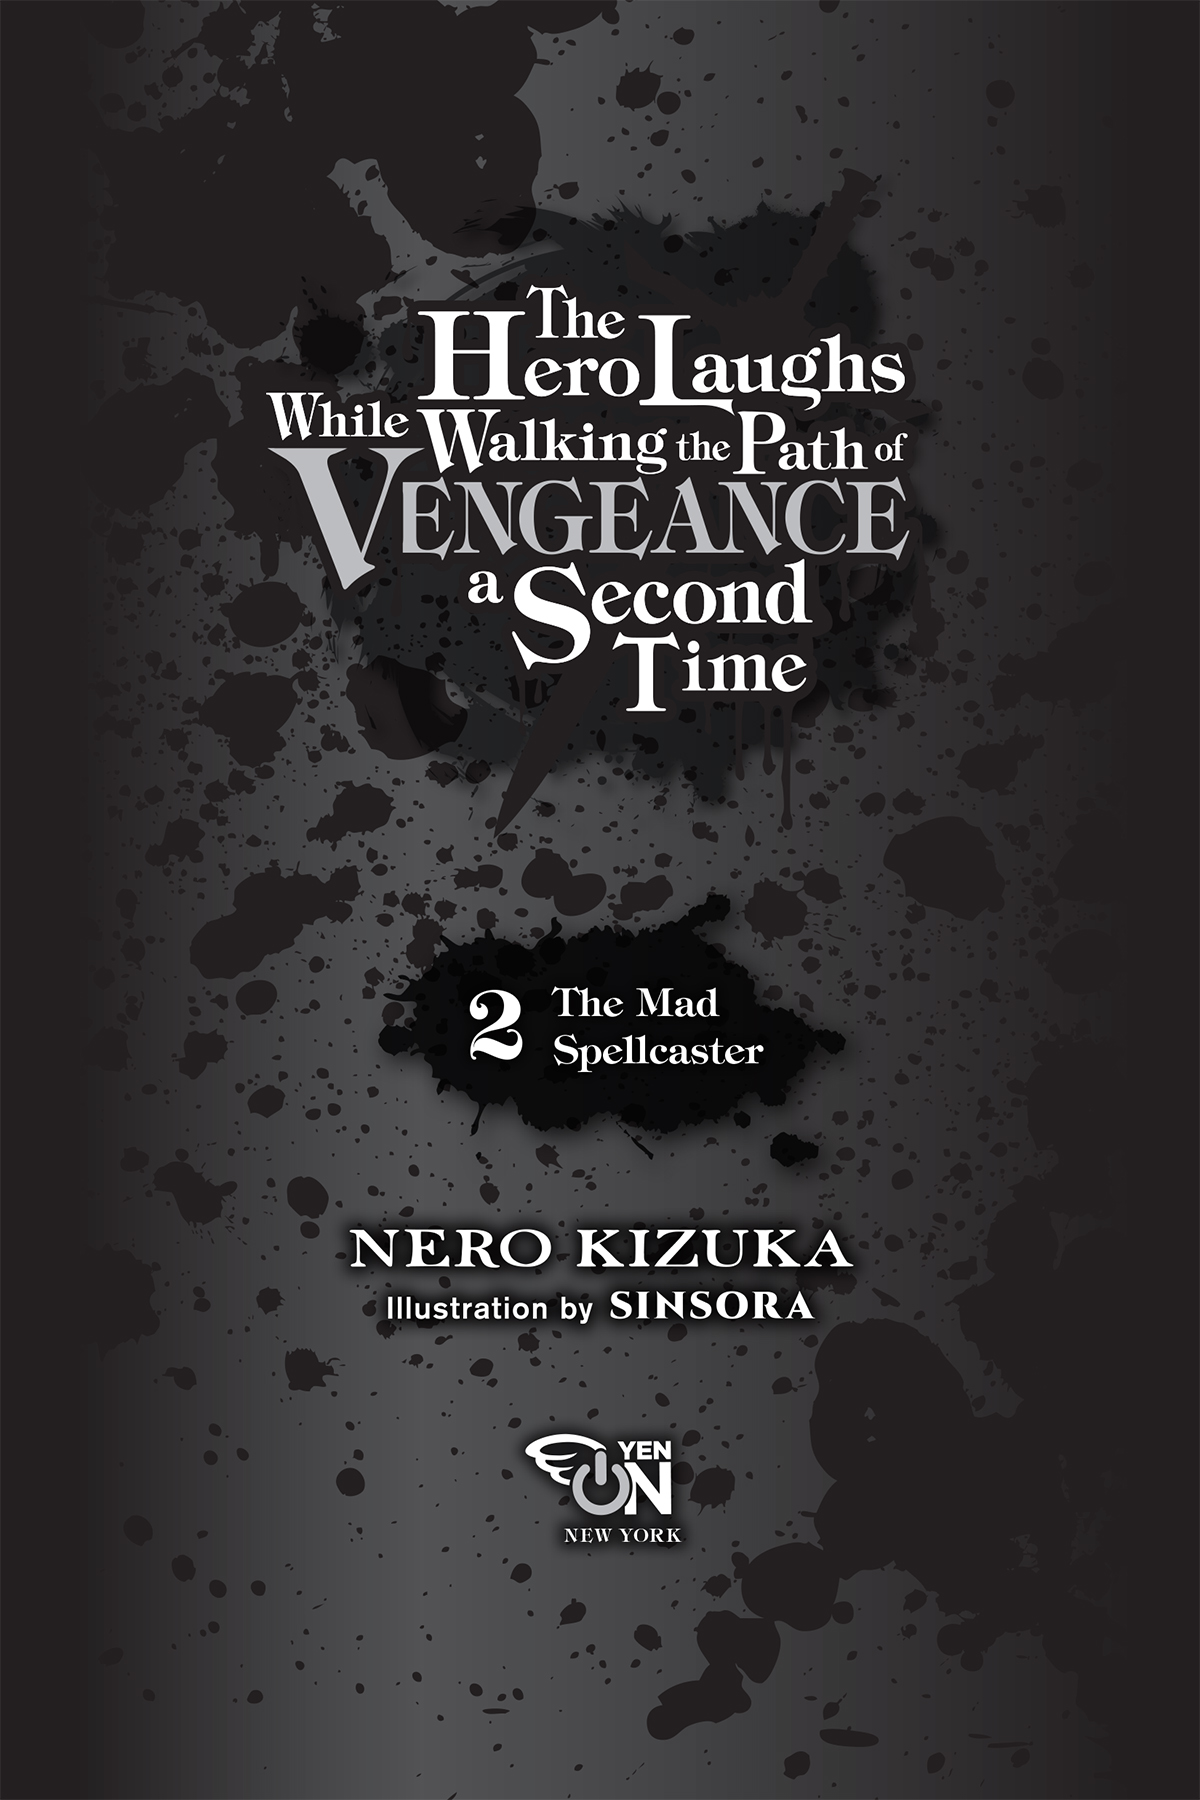 The
Hero Laughs
While Walking the Path of
VENGEANCE
a Second
Time
2 The Mad
Spellcaster
NERO KIZUKA
Illustration by SINSORA
YEN
ON
NEW YORK